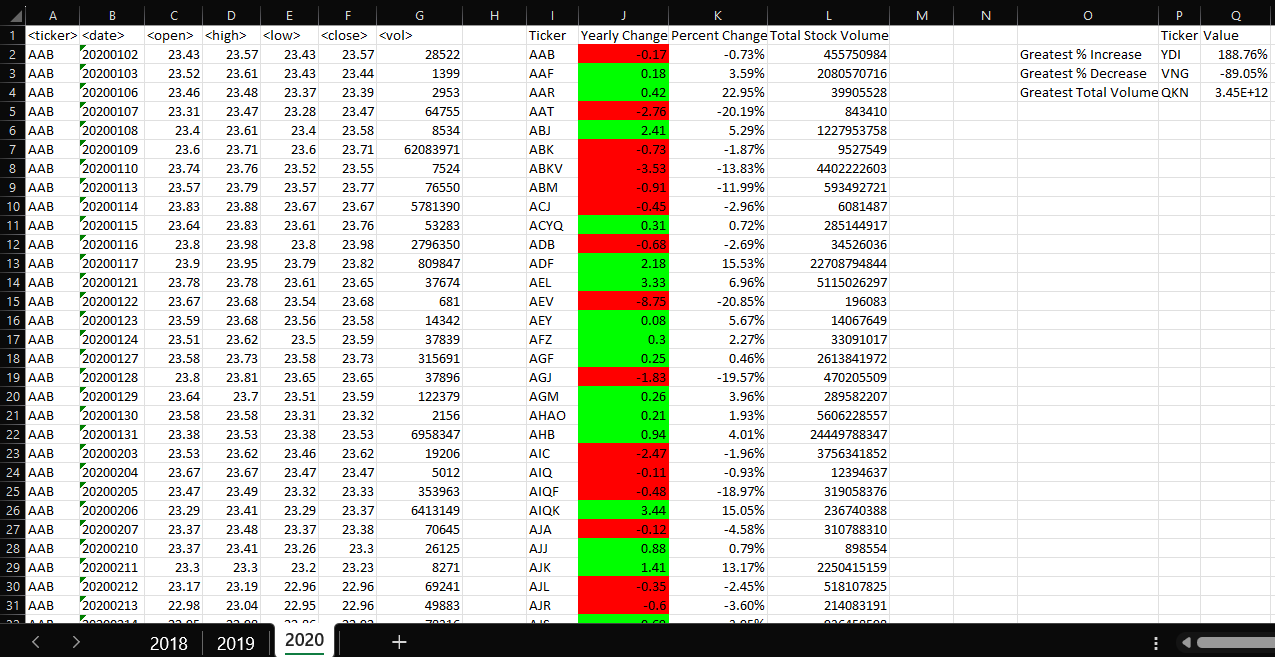 A B C D E F G H I J K L M N O P Q
1 <ticker> <date> <open> <high> <low> <close> <vol> Ticker Yearly Change Percent Change Total Stock Volume Ticker Value
2 AAB 20200102 23.43 23.57 23.43 23.57 28522 AAB -0.17 -0.73% 455750984 Greatest % Increase YDI 188.76%
3 AAB 20200103 23.52 23.61 23.43 23.44 1399 AAF 0.18 3.59% 2080570716 Greatest % Decrease VNG -89.05%
4 AAB 20200106 23.46 23.48 23.37 23.39 2953 AAR 0.42 22.95% 39905528 Greatest Total Volume QKN 3.45E+12
5 AAB 20200107 23.31 23.47 23.28 23.47 64755 AAT -2.76 -20.19% 843410
6 AAB 20200108 23.4 23.61 23.4 23.58 8534 ABJ 2.41 5.29% 1227953758
7 AAB 20200109 23.6 23.71 23.6 23.71 62083971 ABK -0.73 -1.87% 9527549
8 AAB 20200110 23.74 23.76 23.52 23.55 7524 ABKV -3.53 -13.83% 4402222603
9 AAB 20200113 23.57 23.79 23.57 23.77 76550 ABM -0.91 -11.99% 593492721
10 AAB 20200114 23.83 23.88 23.67 23.67 5781390 ACJ -0.45 -2.96% 6081487
11 AAB 20200115 23.64 23.83 23.61 23.76 53283 ACYQ 0.31 0.72% 285144917
12 AAB 20200116 23.8 23.98 23.8 23.98 2796350 ADB -0.68 -2.69% 34526036
13 AAB 20200117 23.9 23.95 23.79 23.82 809847 ADF 2.18 15.53% 22708794844
14 AAB 20200121 23.78 23.78 23.61 23.65 37674 AEL 3.33 6.96% 5115026297
15 AAB 20200122 23.67 23.68 23.54 23.68 681 AEV -8.75 -20.85% 196083
16 AAB 20200123 23.59 23.68 23.56 23.58 14342 AEY 0.08 5.67% 14067649
17 AAB 20200124 23.51 23.62 23.5 23.59 37839 AFZ 0.3 2.27% 33091017
18 AAB 20200127 23.58 23.73 23.58 23.73 315691 AGF 0.25 0.46% 2613841972
19 AAB 20200128 23.8 23.81 23.65 23.65 37896 AGJ -1.83 -19.57% 470205509
20 AAB 20200129 23.64 23.7 23.51 23.59 122379 AGM 0.26 3.96% 289582207
21 AAB 20200130 23.58 23.58 23.31 23.32 2156 AHAO 0.21 1.93% 5606228557
22 AAB 20200131 23.38 23.53 23.38 23.53 6958347 AHB 0.94 4.01% 24449788347
23 AAB 20200203 23.53 23.62 23.46 23.62 19206 AIC -2.47 -1.96% 3756341852
24 AAB 20200204 23.67 23.67 23.47 23.47 5012 AIQ -0.11 -0.93% 12394637
25 AAB 20200205 23.47 23.49 23.32 23.33 353963 AIQF -0.48 -18.97% 319058376
26 AAB 20200206 23.29 23.41 23.29 23.37 6413149 AIQK 3.44 15.05% 236740388
27 AAB 20200207 23.37 23.48 23.37 23.38 70645 AJA -0.12 -4.58% 310788310
28 AAB 20200210 23.37 23.41 23.26 23.3 26125 AJJ 0.88 0.79% 898554
29 AAB 20200211 23.3 23.3 23.2 23.23 8271 AJK 1.41 13.17% 2250415159
30 AAB 20200212 23.17 23.19 22.96 22.96 69241 AJL -0.35 -2.45% 518107825
31 AAB 20200213 22.98 23.04 22.95 22.96 49883 AJR -0.6 -3.60% 214083191
2018 2019 2020